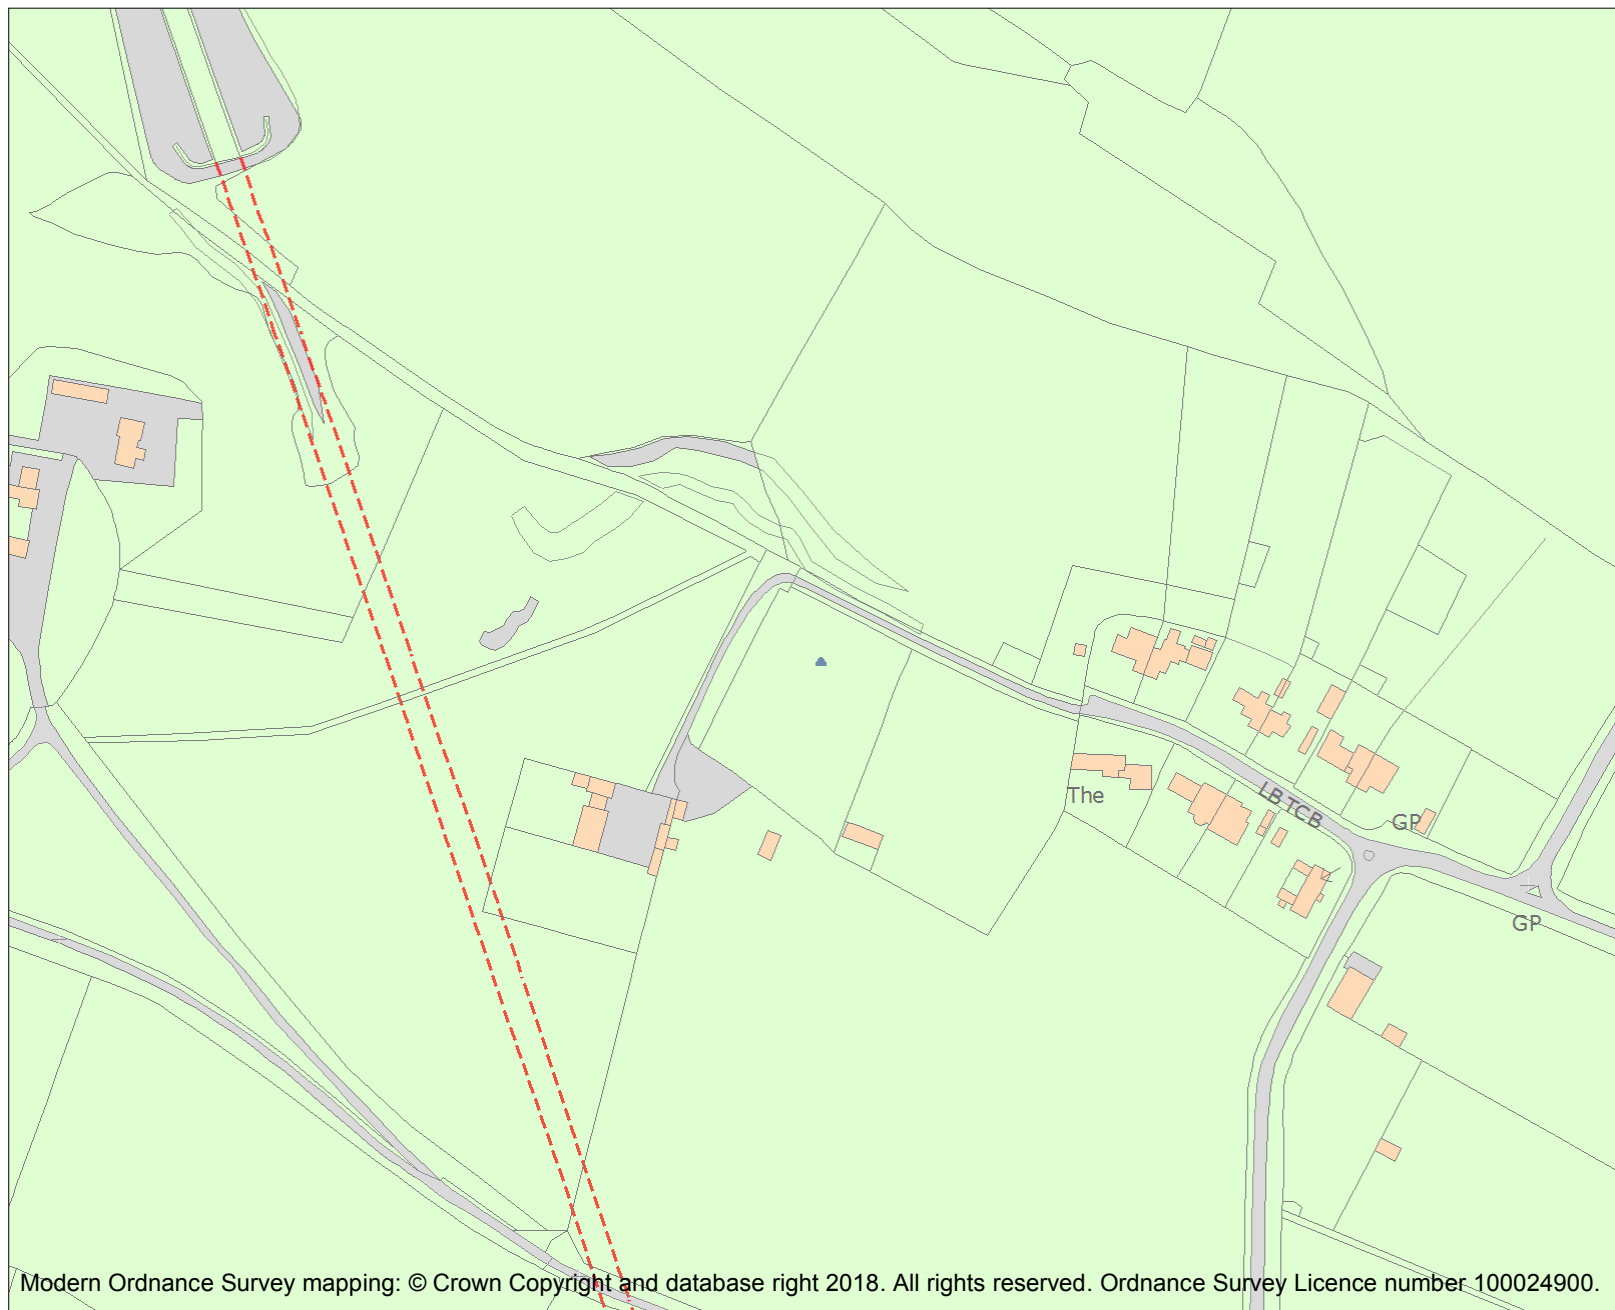 The
LB TCB
GP
GP
Modern Ordnance Survey mapping: © Crown Copyright and database right 2018. All rights reserved. Ordnance Survey Licence number 100024900.